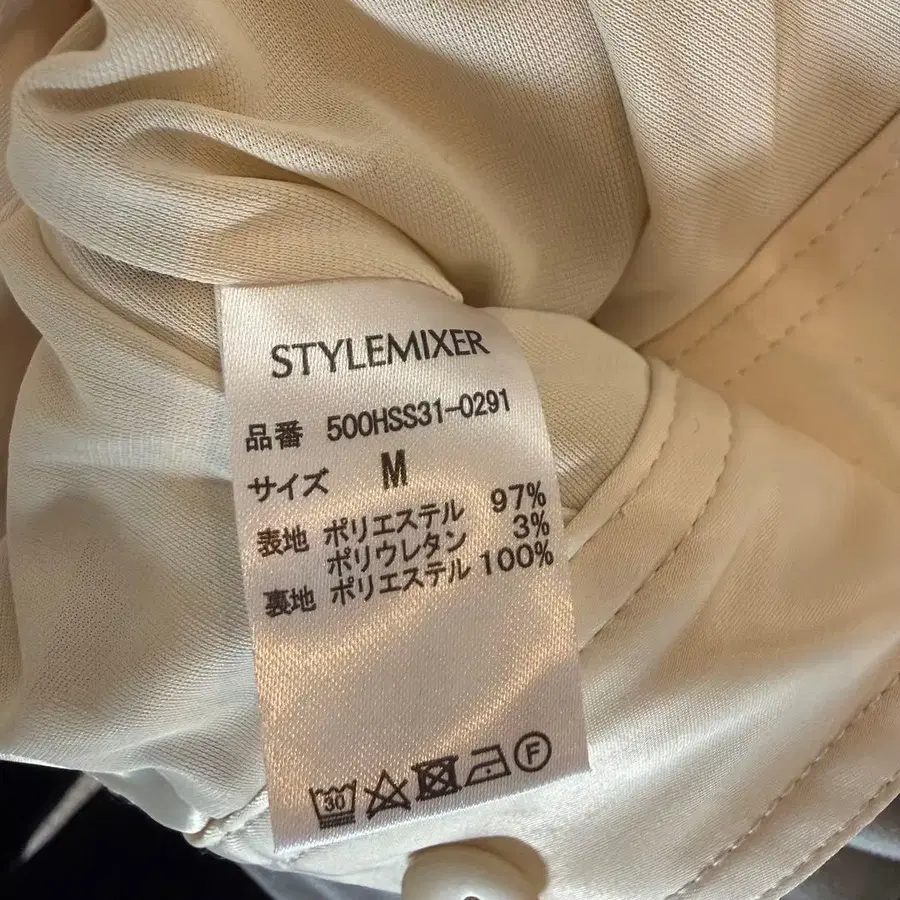 STYLEMIXER
品番 500HSS31-0291
サイズ M
表地 ポリエステル 97%
ポリウレタン 3%
裏地 ポリエステル 100%
30 F